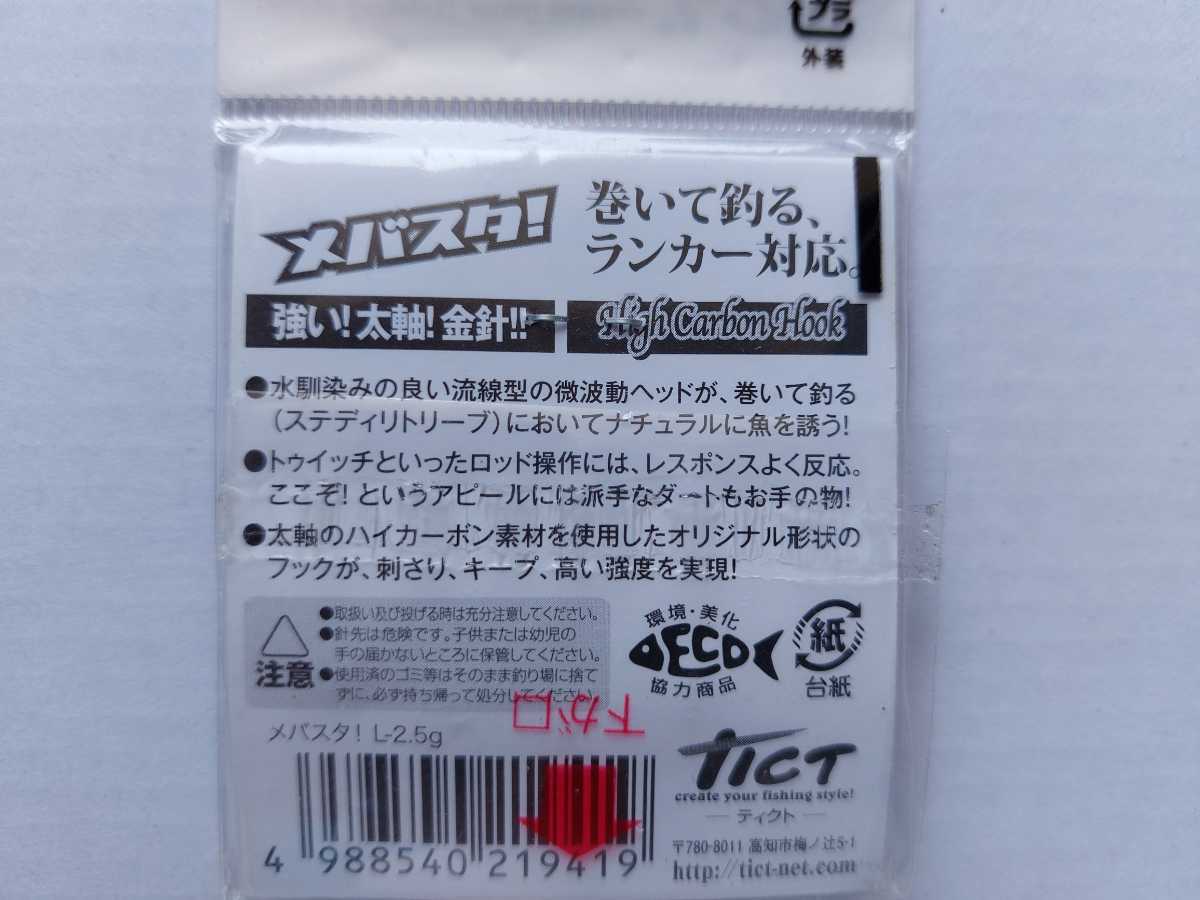 プラ
外装
メバスタ!
巻いて釣る、
ランカー対応。
強い!太軸!金針!!
High Carbon Hook
●水馴染みの良い流線型の微波動ヘッドが、巻いて釣る
(ステディリトリーブ)においてナチュラルに魚を誘う!
●トゥイッチといったロッド操作には、レスポンスよく反応。
ここぞ!というアピールには派手なダートもお手の物!
●太軸のハイカーボン素材を使用したオリジナル形状の
フックが、刺さり、キープ、高い強度を実現!
注意
●取扱い及び投げる時は充分注意してください。
●針先は危険です。子供または幼児の
手の届かないところに保管してください。
●使用済のゴミ等はそのまま釣り場に捨て
ずに、必ず持ち帰って処分してください。
環境・美化
ECO
協力商品
紙
台紙
下が口
メバスタ! L-2.5g
4 988540 219419
TICT
create your fishing style!
ティクト
〒780-8011 高知市梅ノ辻5-1
http://tict-net.com